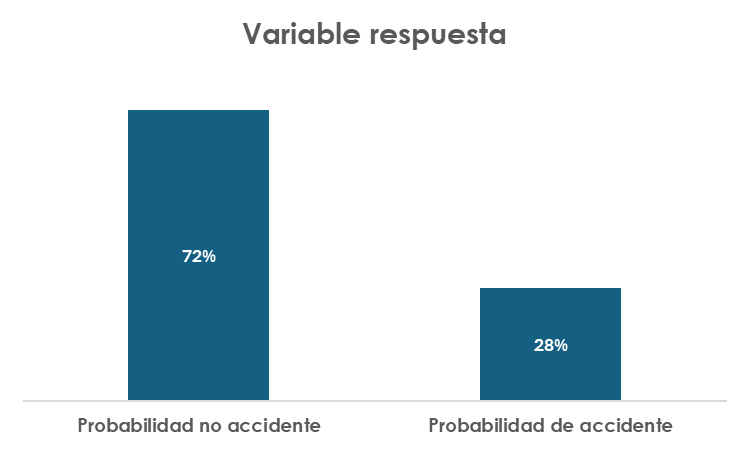 Variable respuesta
72%
28%
Probabilidad no accidente
Probabilidad de accidente